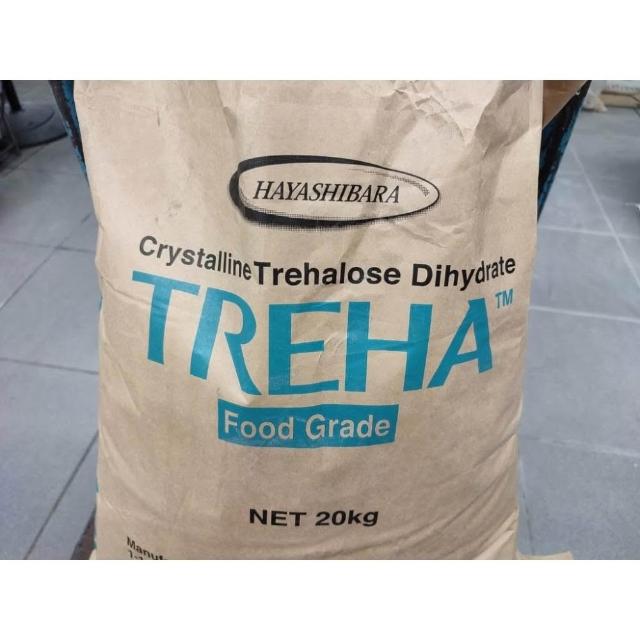 HAYASHIBARA
Crystalline Trehalose Dihydrate
TREHA™
Food Grade
NET 20kg